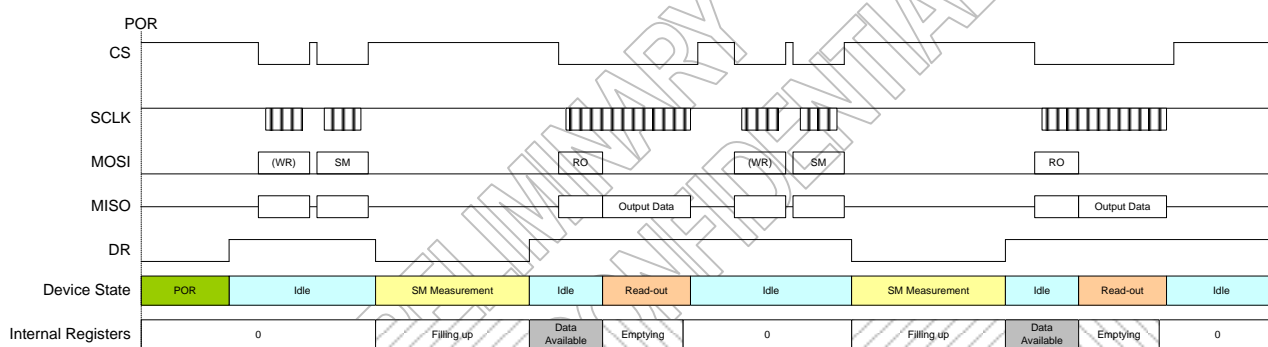 POR
CS
SCLK
MOSI (WR) SM RO (WR) SM RO
MISO Output Data Output Data
DR
Device State POR Idle SM Measurement Idle Read-out Idle SM Measurement Idle Read-out Idle
Internal Registers 0 Filling up Data Available Emptying 0 Filling up Data Available Emptying 0
PRELIMINARY
CONFIDENTIAL